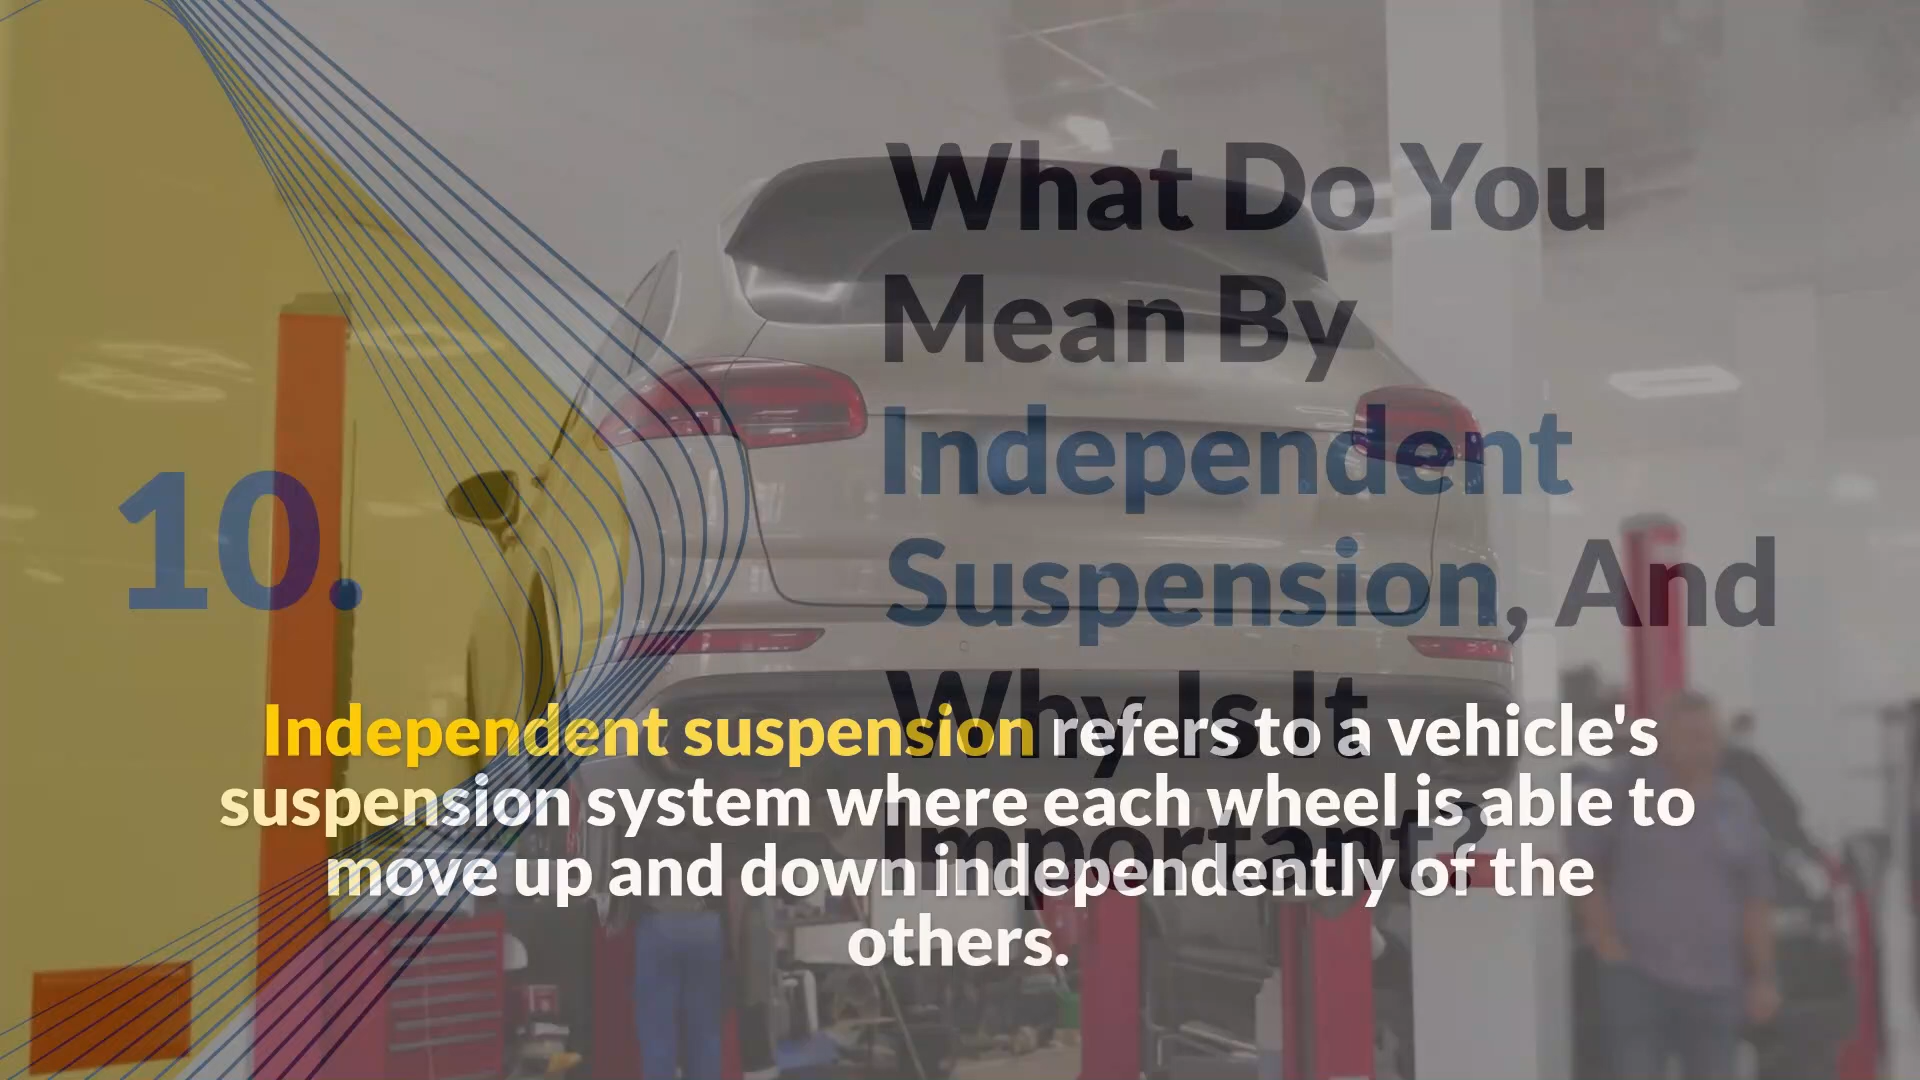 10.
What Do You
Mean By
Independent
Suspension, And
Why Is It
Important?
Independent suspension refers to a vehicle's
suspension system where each wheel is able to
move up and down independently of the
others.